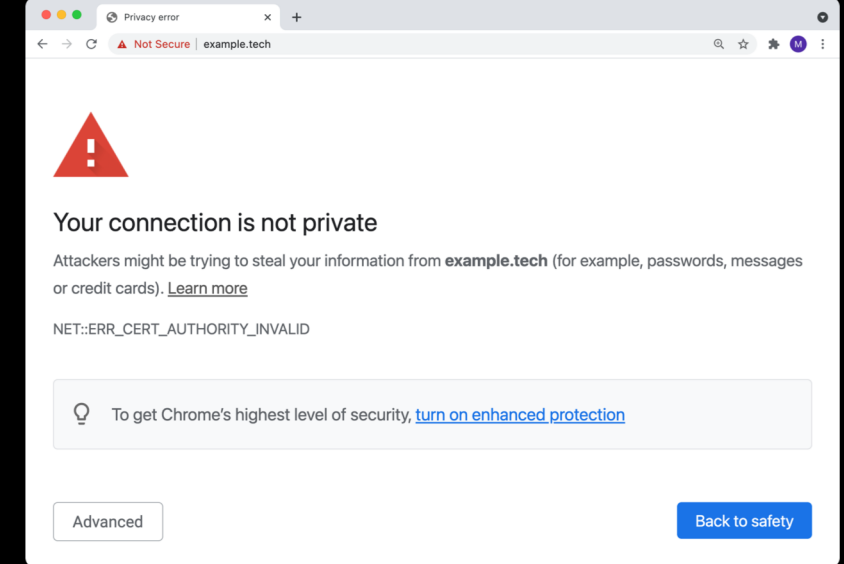 Privacy error
Not Secure | example.tech
M
Your connection is not private
Attackers might be trying to steal your information from example.tech (for example, passwords, messages
or credit cards). Learn more
NET::ERR_CERT_AUTHORITY_INVALID
To get Chrome's highest level of security, turn on enhanced protection
Advanced
Back to safety